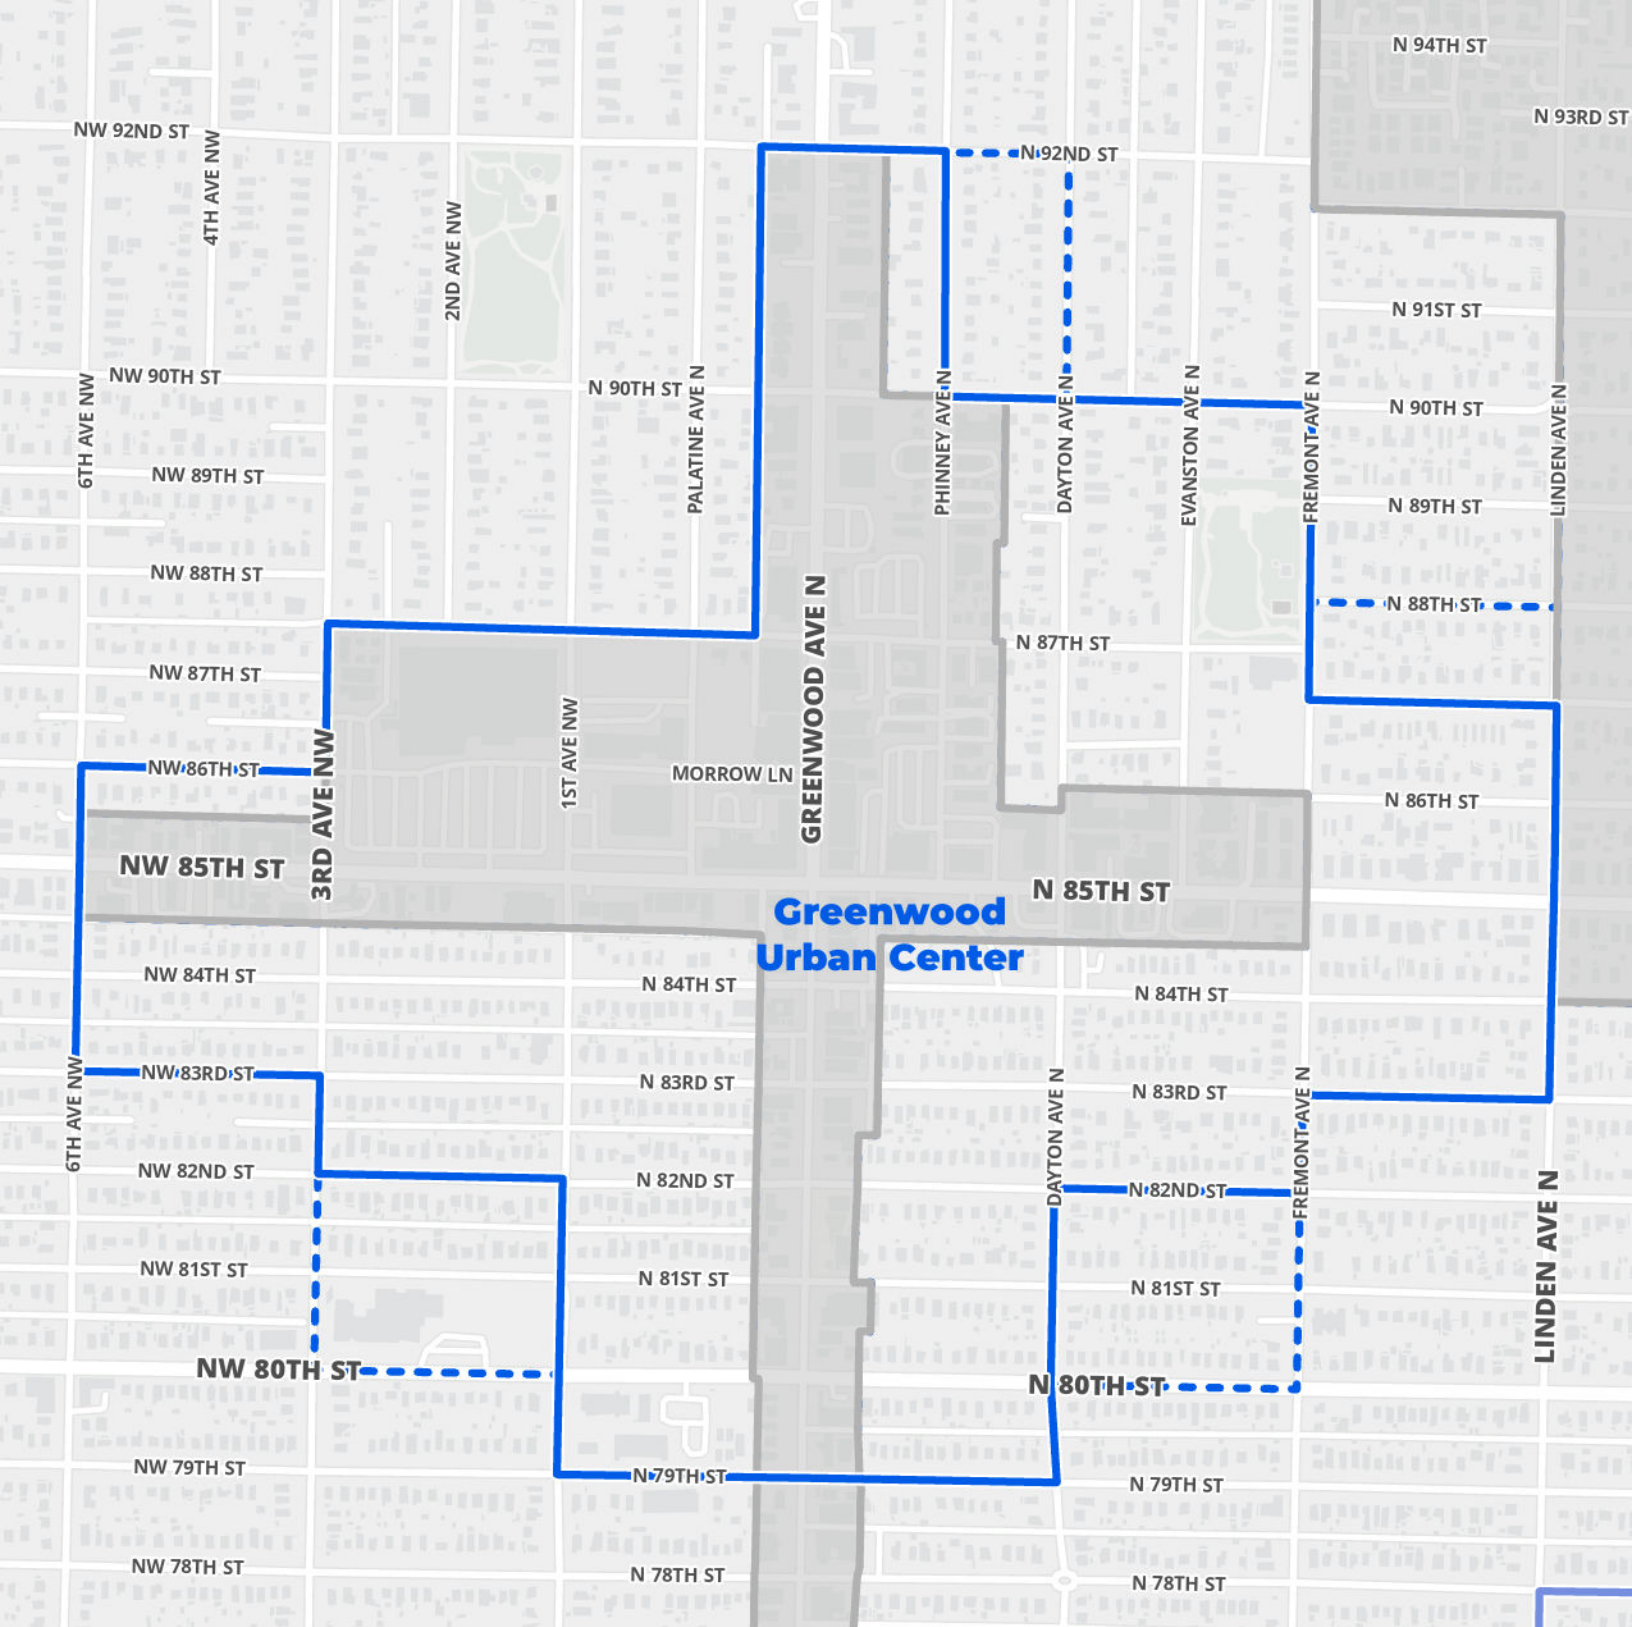 N 94TH ST
N 93RD ST
NW 92ND ST
4TH AVE NW
N 92ND ST
2ND AVE NW
N 91ST ST
NW 90TH ST
6TH AVE NW
N 90TH ST
PALATINE AVE N
PHINNEY AVE N
DAYTON AVE N
EVANSTON AVE N
FREMONT AVE N
N 90TH ST
LINDEN AVE N
NW 89TH ST
N 89TH ST
NW 88TH ST
N 88TH ST
N 87TH ST
NW 87TH ST
GREENWOOD AVE N
1ST AVE NW
NW 86TH ST
3RD AVE NW
MORROW LN
N 86TH ST
NW 85TH ST
N 85TH ST
Greenwood
Urban Center
NW 84TH ST
N 84TH ST
N 84TH ST
NW 83RD ST
6TH AVE NW
N 83RD ST
DAYTON AVE N
N 83RD ST
FREMONT AVE N
NW 82ND ST
N 82ND ST
N 82ND ST
LINDEN AVE N
NW 81ST ST
N 81ST ST
N 81ST ST
NW 80TH ST
N 80TH ST
NW 79TH ST
N 79TH ST
N 79TH ST
NW 78TH ST
N 78TH ST
N 78TH ST